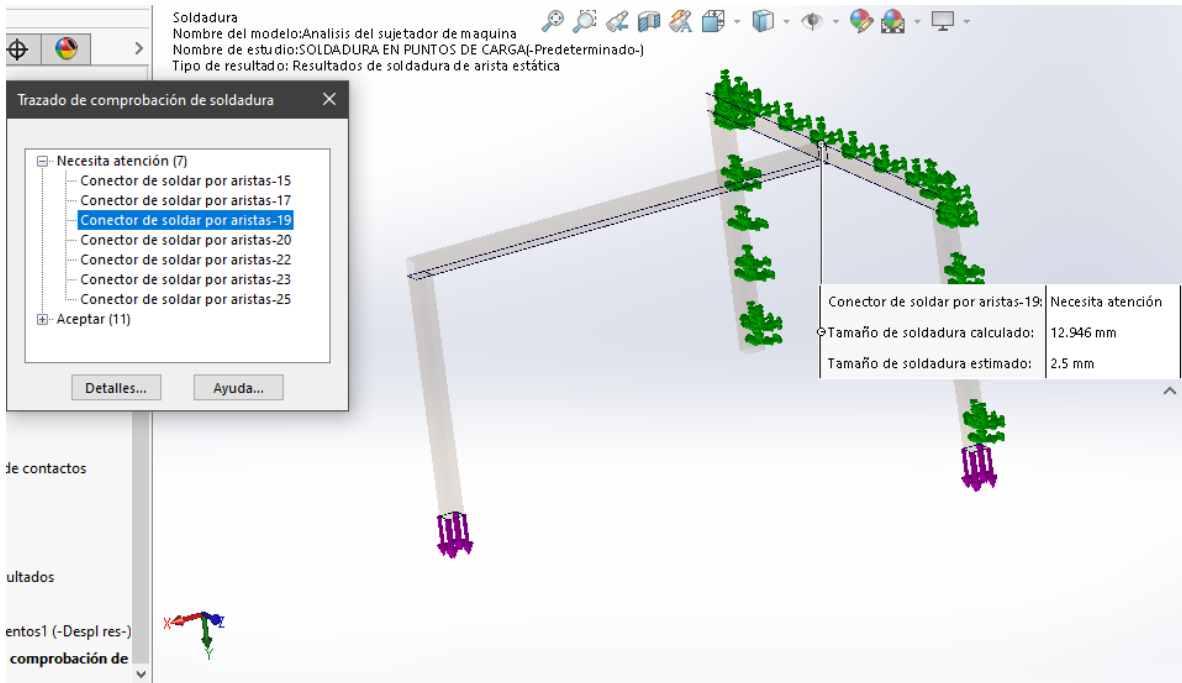 Soldadura
Nombre del modelo:Analisis del sujetador de maquina
Nombre de estudio:SOLDADURA EN PUNTOS DE CARGA(-Predeterminado-)
Tipo de resultado: Resultados de soldadura de arista estática
Trazado de comprobación de soldadura
Necesita atención (7)
Conector de soldar por aristas-15
Conector de soldar por aristas-17
Conector de soldar por aristas-19
Conector de soldar por aristas-20
Conector de soldar por aristas-22
Conector de soldar por aristas-23
Conector de soldar por aristas-25
Aceptar (11)
Detalles...
Ayuda...
Conector de soldar por aristas-19: Necesita atención
Tamaño de soldadura calculado: 12.946 mm
Tamaño de soldadura estimado: 2.5 mm
de contactos
ultados
entos1 (-Despl res-)
comprobación de
X
Z
Y